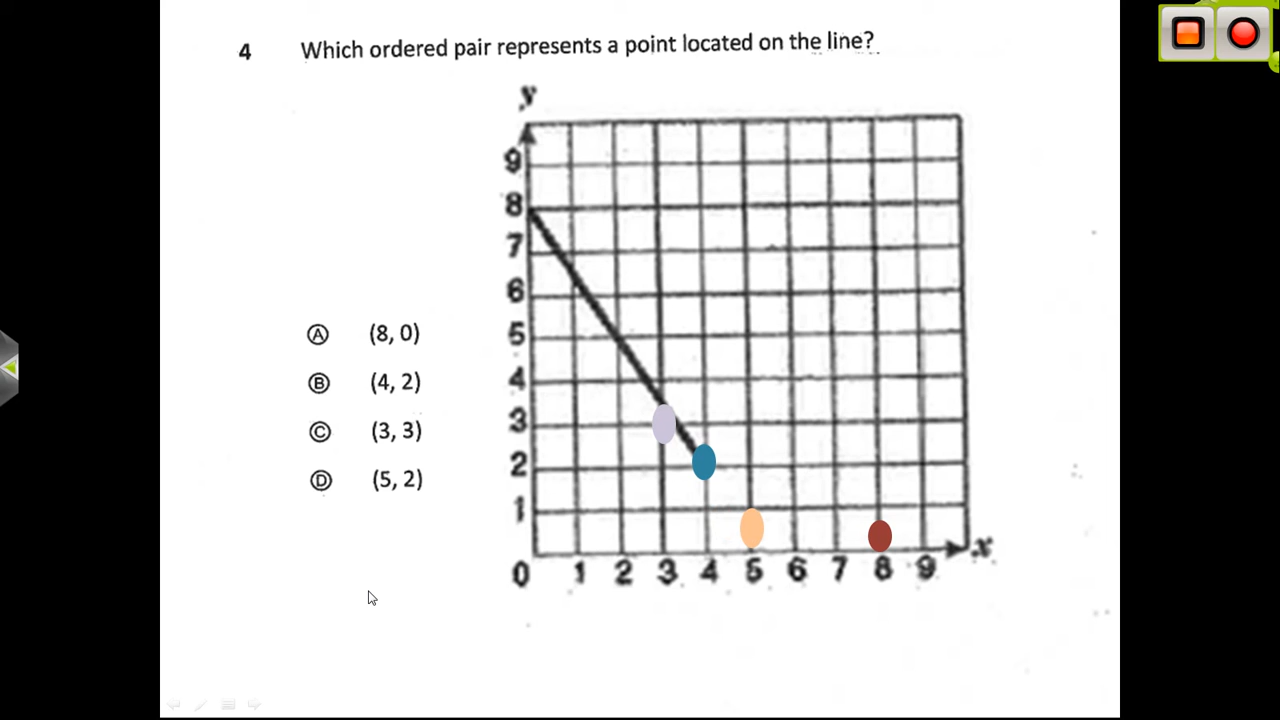 4 Which ordered pair represents a point located on the line?
y
9
8
7
6
5
4
3
2
1
0 1 2 3 4 5 6 7 8 9 x
Ⓐ (8, 0)
Ⓑ (4, 2)
Ⓒ (3, 3)
Ⓓ (5, 2)